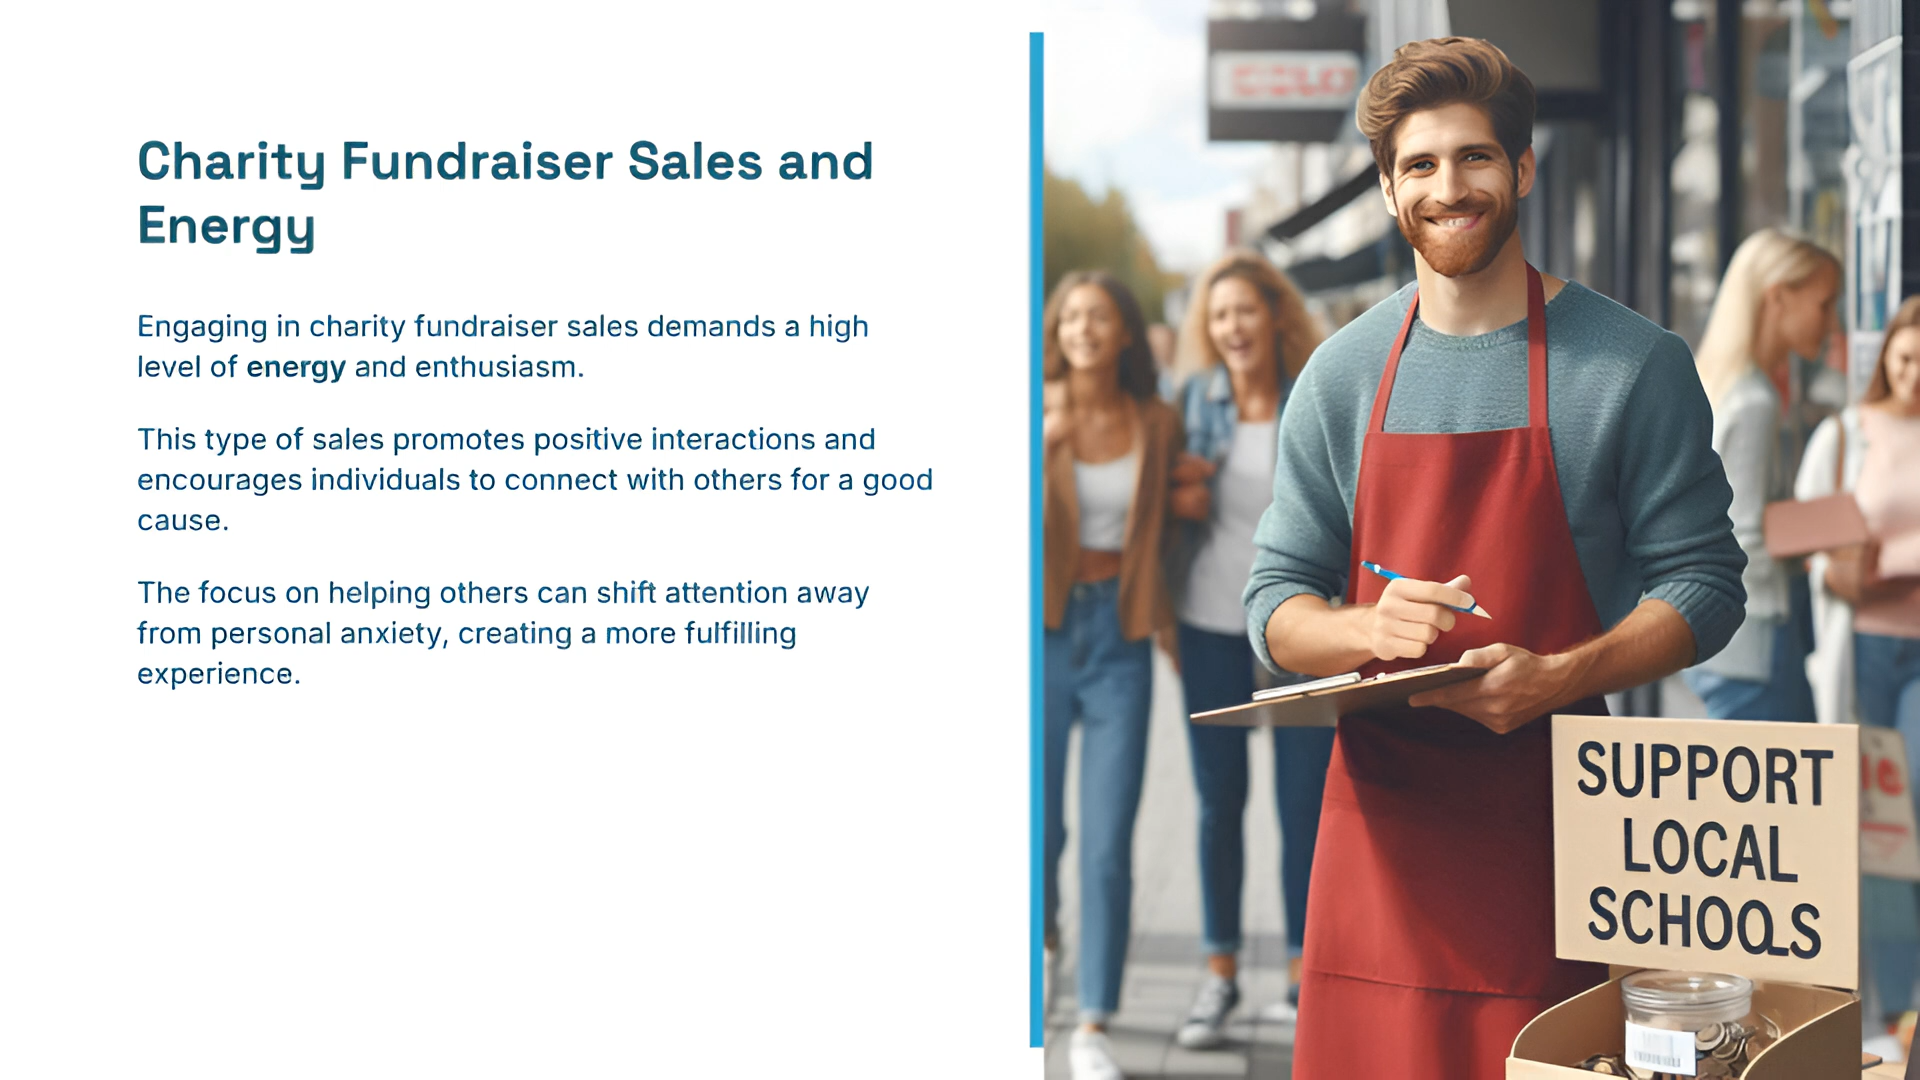 Charity Fundraiser Sales and
Energy
Engaging in charity fundraiser sales demands a high
level of energy and enthusiasm.
This type of sales promotes positive interactions and
encourages individuals to connect with others for a good
cause.
The focus on helping others can shift attention away
from personal anxiety, creating a more fulfilling
experience.
SUPPORT
LOCAL
SCHOOLS